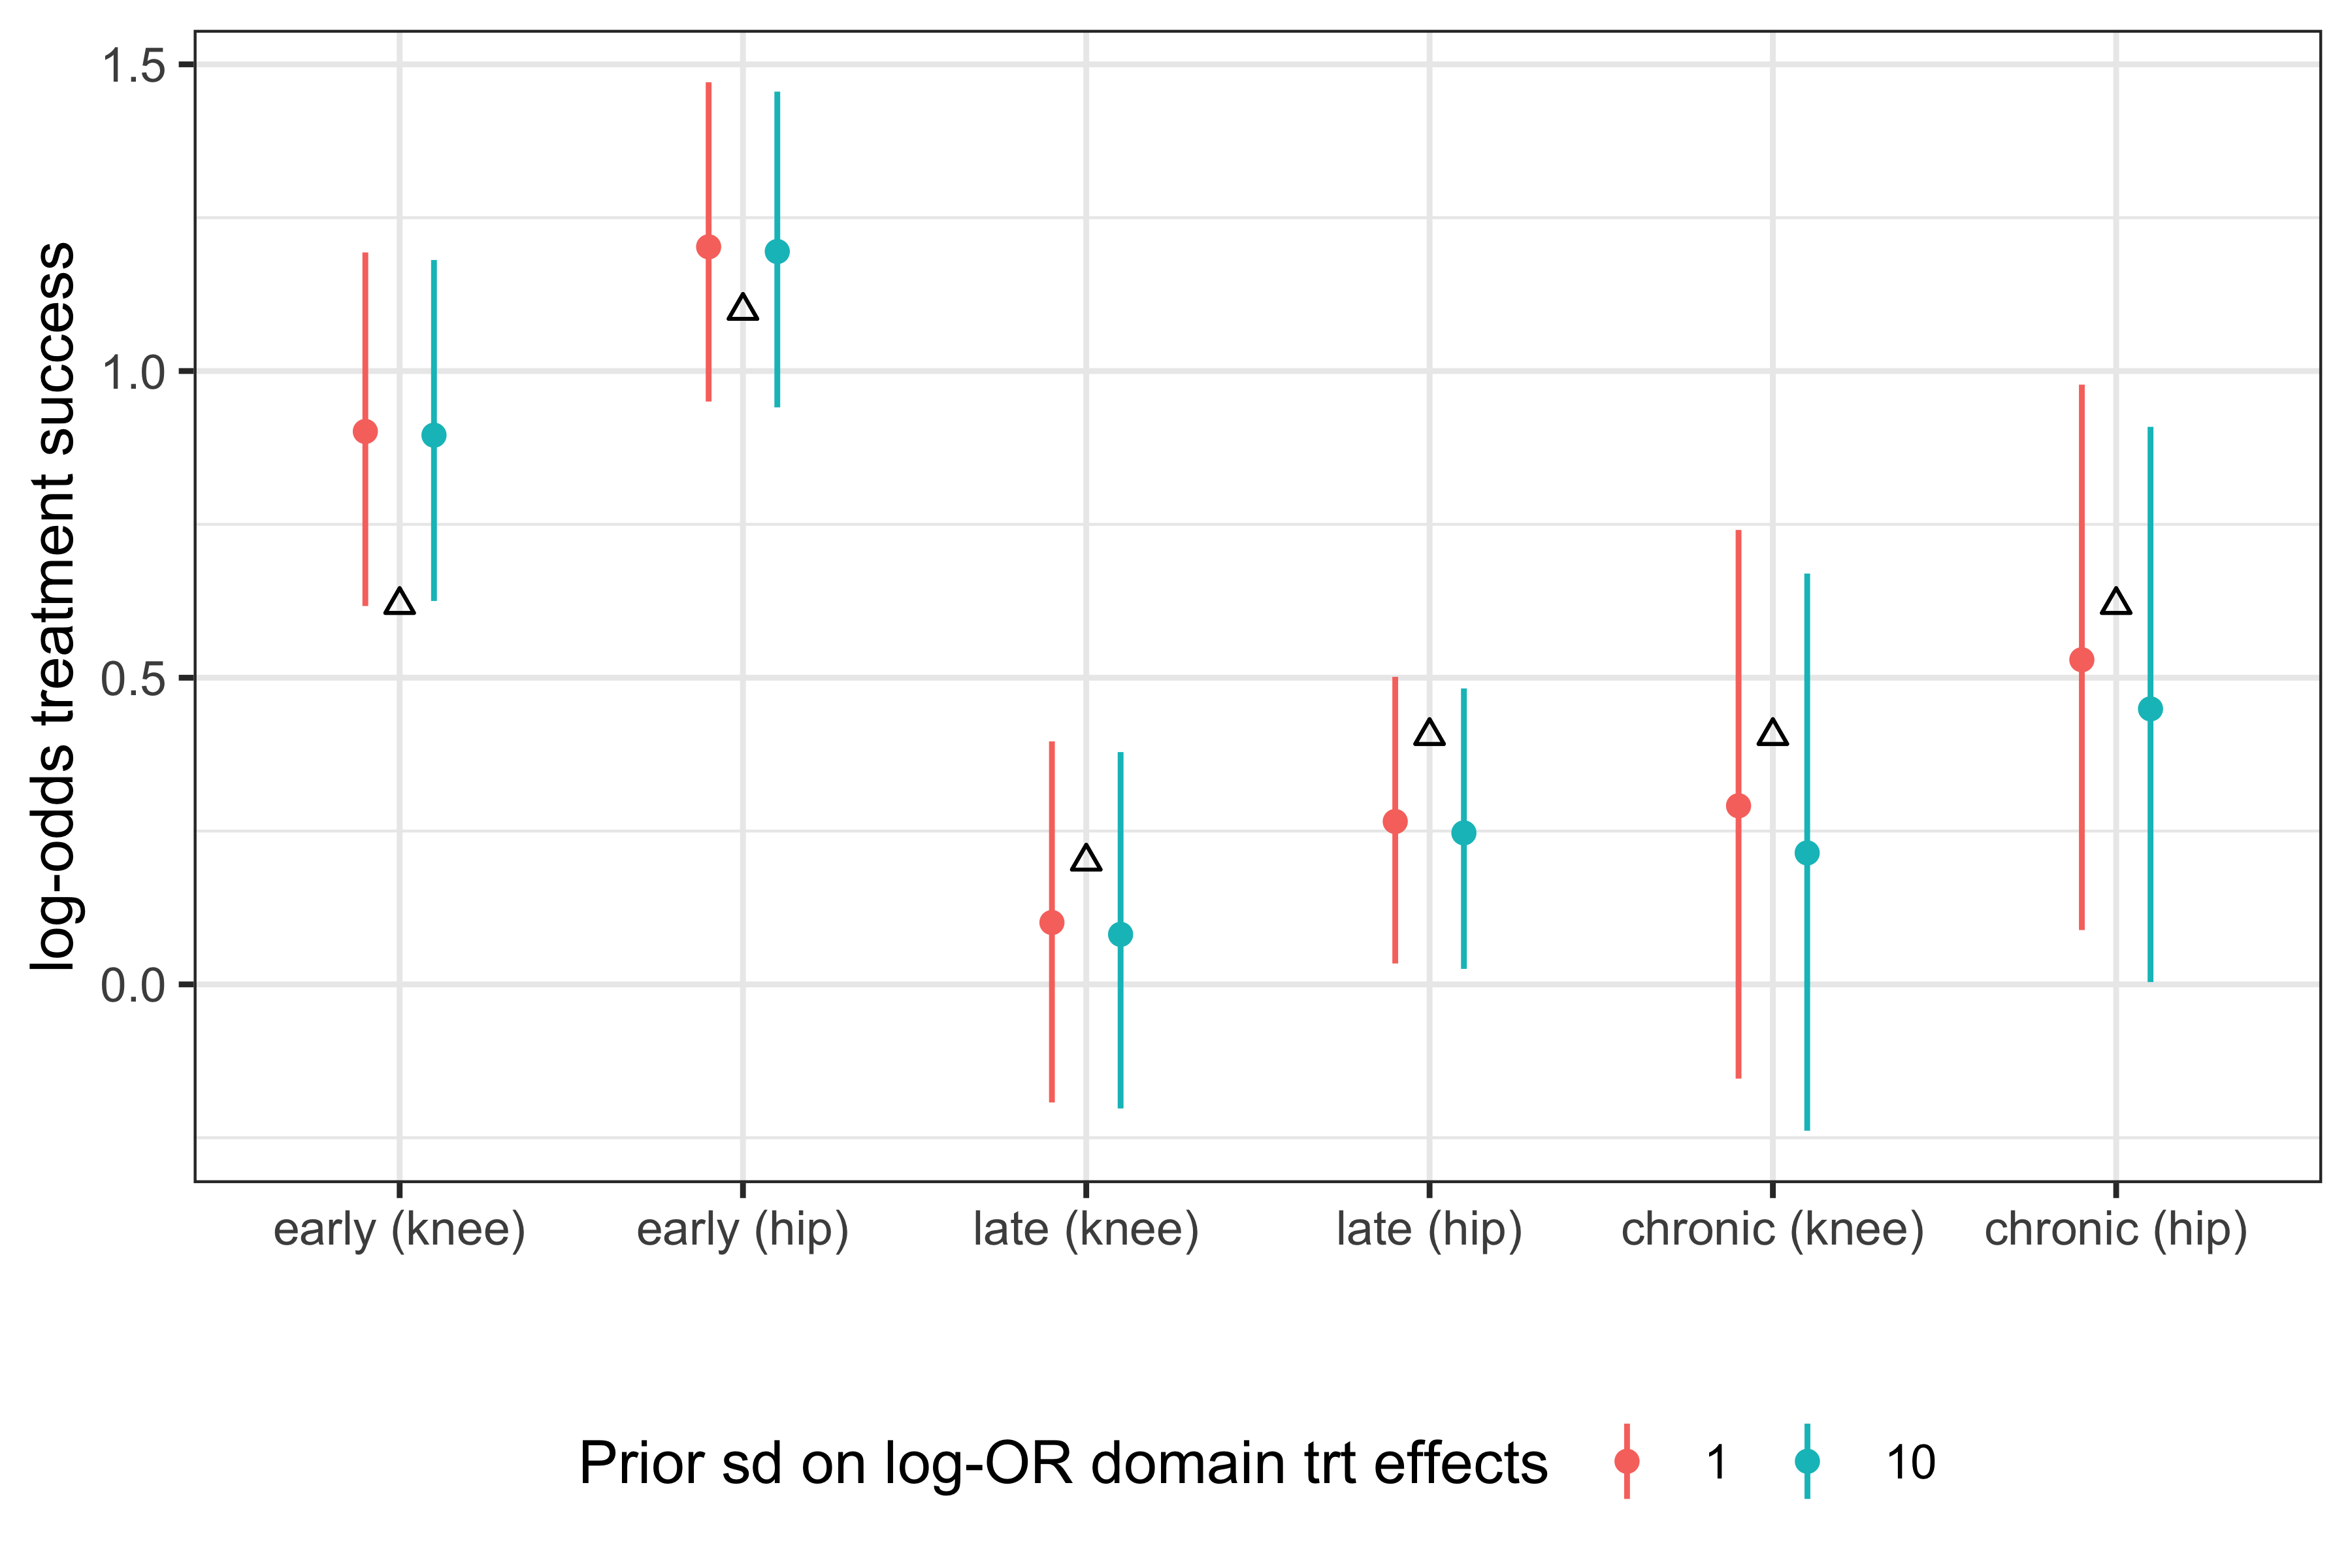 log-odds treatment success
1.5
1.0
0.5
0.0
early (knee)
early (hip)
late (knee)
late (hip)
chronic (knee)
chronic (hip)
Prior sd on log-OR domain trt effects
1
10